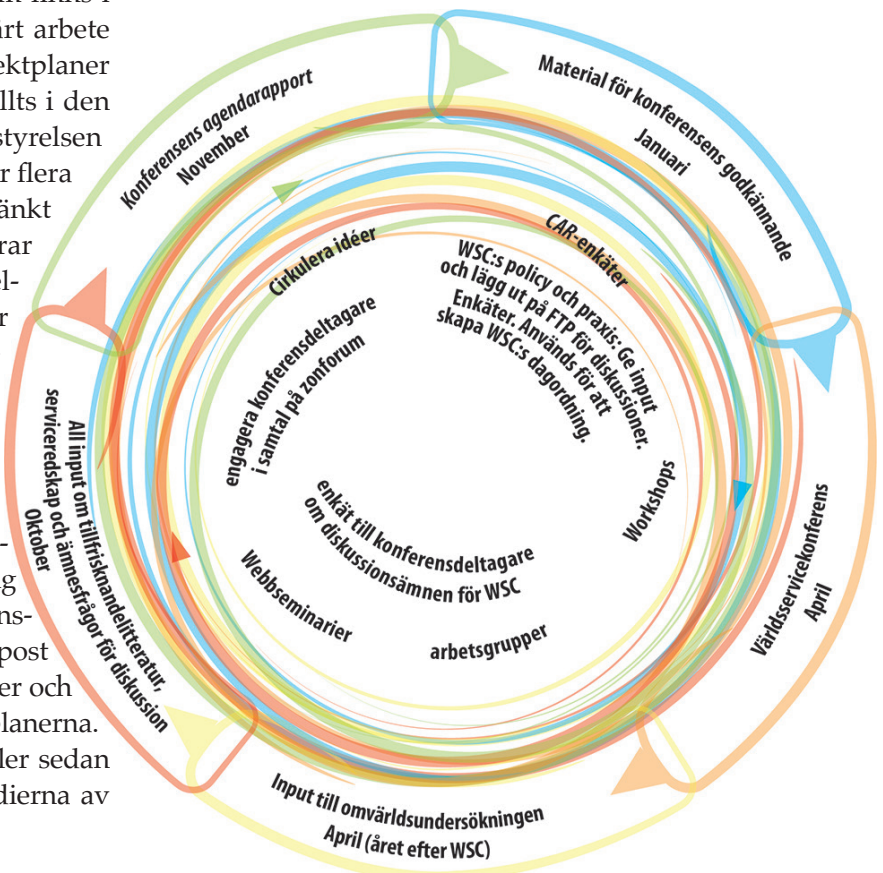 ärt arbete
ektplaner
llts i den
styrelsen
r flera
änkt
rar
el-
r
-
g
ns-
post
er och
lanerna.
ler sedan
dierna av
Konferensens agendarapport
November
Material för konferensens godkännande
Januari
Världsservicekonferens
April
Input till omvärldsundersökningen
April (året efter WSC)
All input om tillfrisknandelitteratur,
serviceredskap och ämnesfrågor för diskussion
Oktober
Cirkulera idéer
CAR-enkäter
WSC:s policy och praxis: Ge input
och lägg ut på FTP för diskussioner.
Enkäter. Används för att
skapa WSC:s dagordning.
engagera konferensdeltagare
i samtal på zonforum
enkät till konferensdeltagare
om diskussionsämnen för WSC
Workshops
Webbseminarier
arbetsgrupper